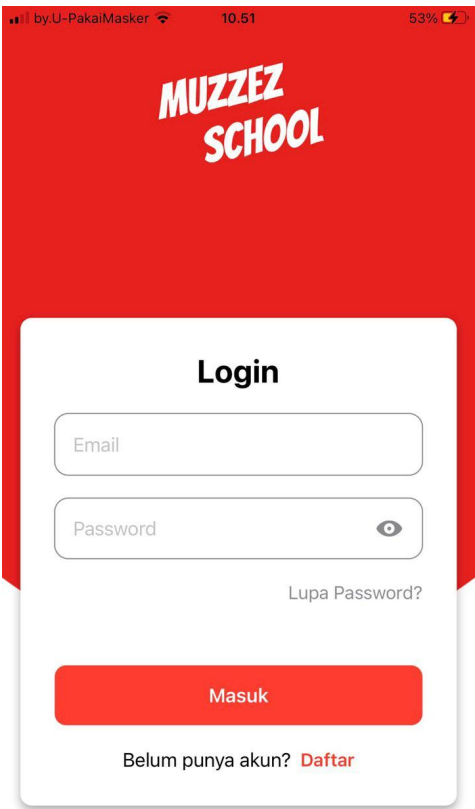 by.U-PakaiMasker 10.51 53%
MUZZEZ
SCHOOL
Login
Email
Password
Lupa Password?
Masuk
Belum punya akun? Daftar